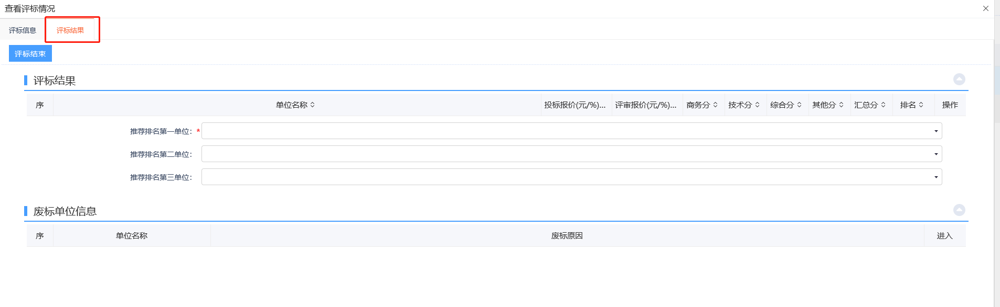 查看评标情况
评标信息 评标结果
评标结束
评标结果
序 单位名称 投标报价(元/%)... 评审报价(元/%)... 商务分 技术分 综合分 其他分 汇总分 排名 操作
推荐排名第一单位：*
推荐排名第二单位：
推荐排名第三单位：
废标单位信息
序 单位名称 废标原因 进入